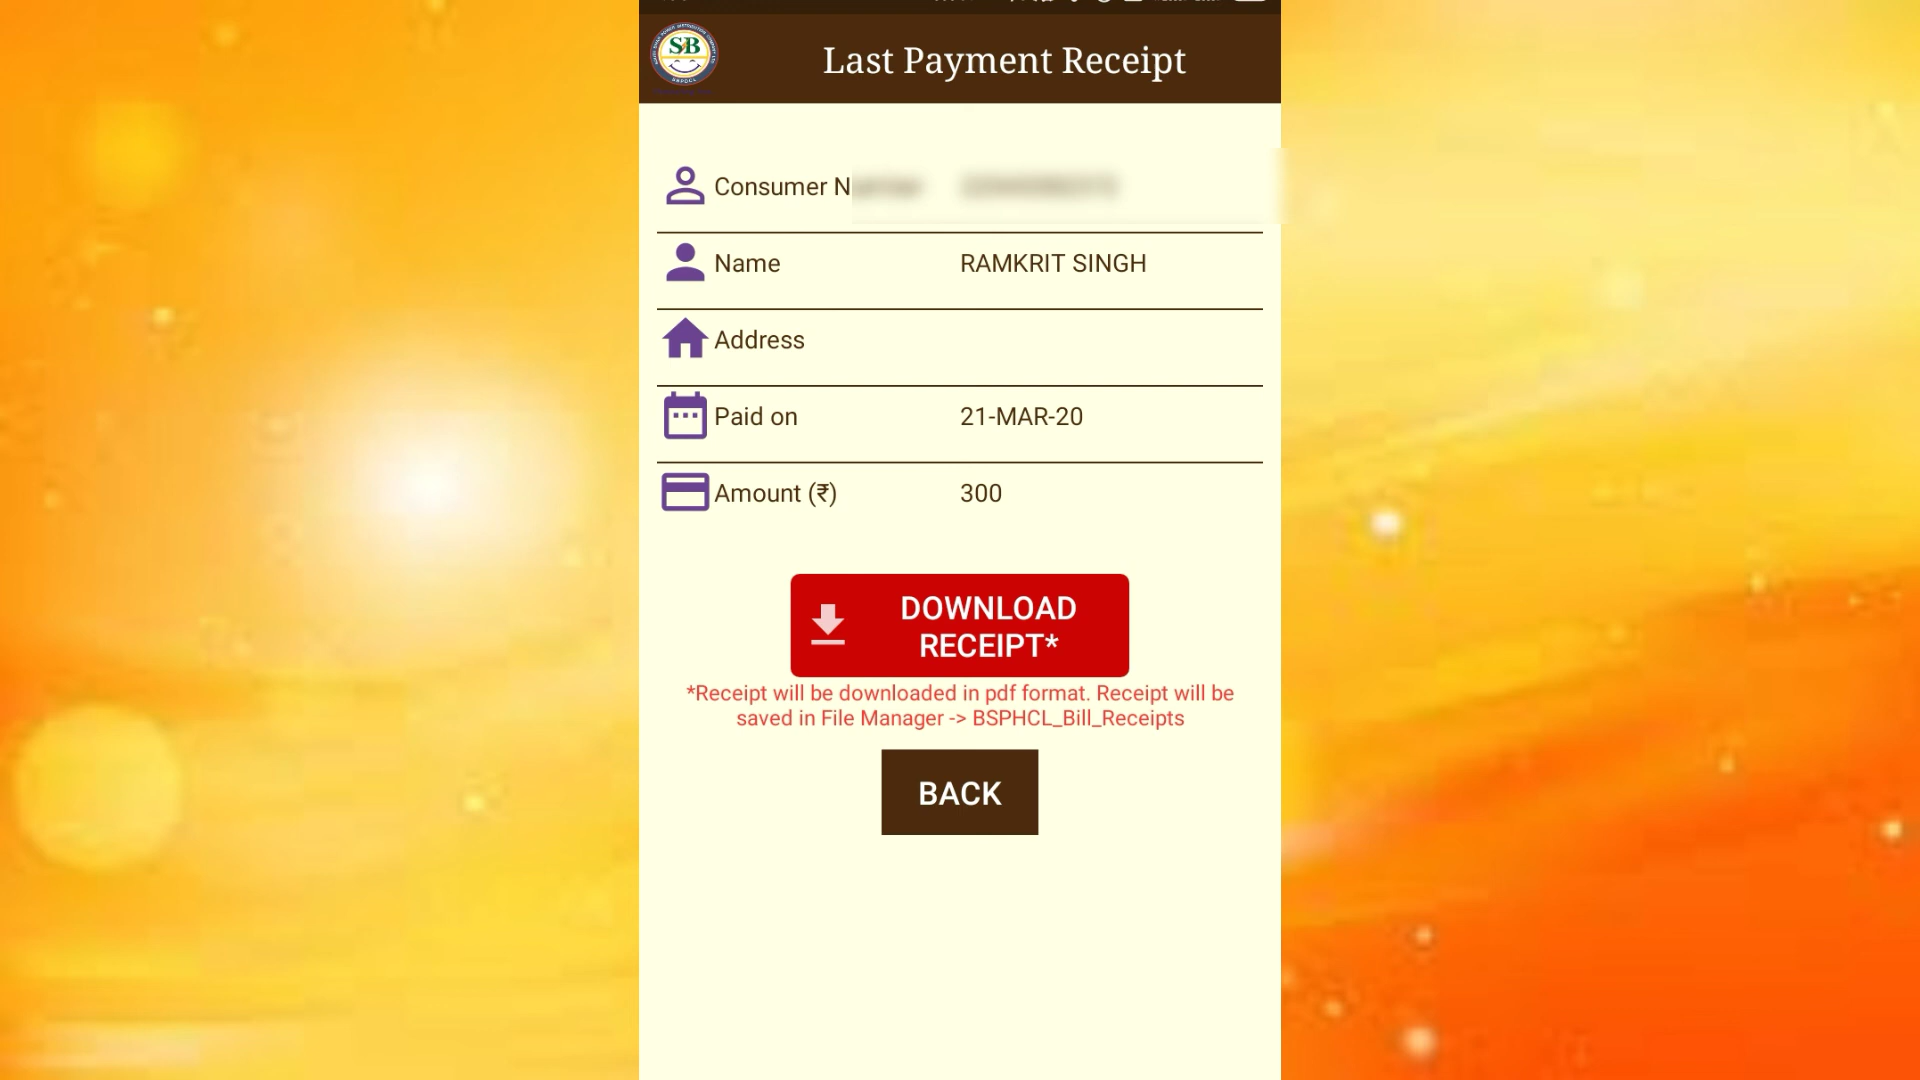 SB
SBPDCL
Last Payment Receipt
Consumer N
Name RAMKRIT SINGH
Address
Paid on 21-MAR-20
Amount (₹) 300
DOWNLOAD
RECEIPT*
*Receipt will be downloaded in pdf format. Receipt will be
saved in File Manager -> BSPHCL_Bill_Receipts
BACK